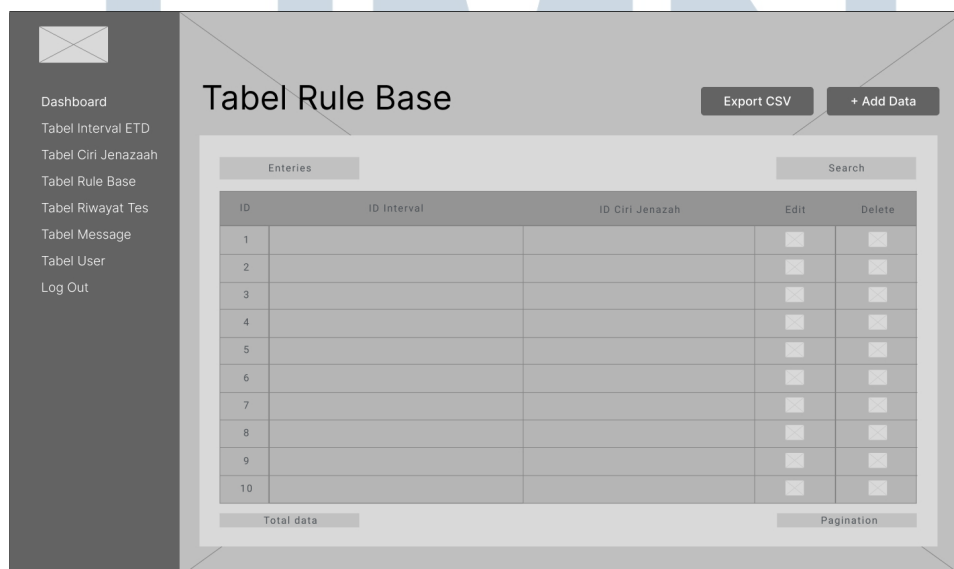 Dashboard
Tabel Interval ETD
Tabel Ciri Jenazaah
Tabel Rule Base
Tabel Riwayat Tes
Tabel Message
Tabel User
Log Out
Tabel Rule Base
Export CSV
+ Add Data
Enteries
Search
ID ID Interval ID Ciri Jenazah Edit Delete
1
2
3
4
5
6
7
8
9
10
Total data
Pagination